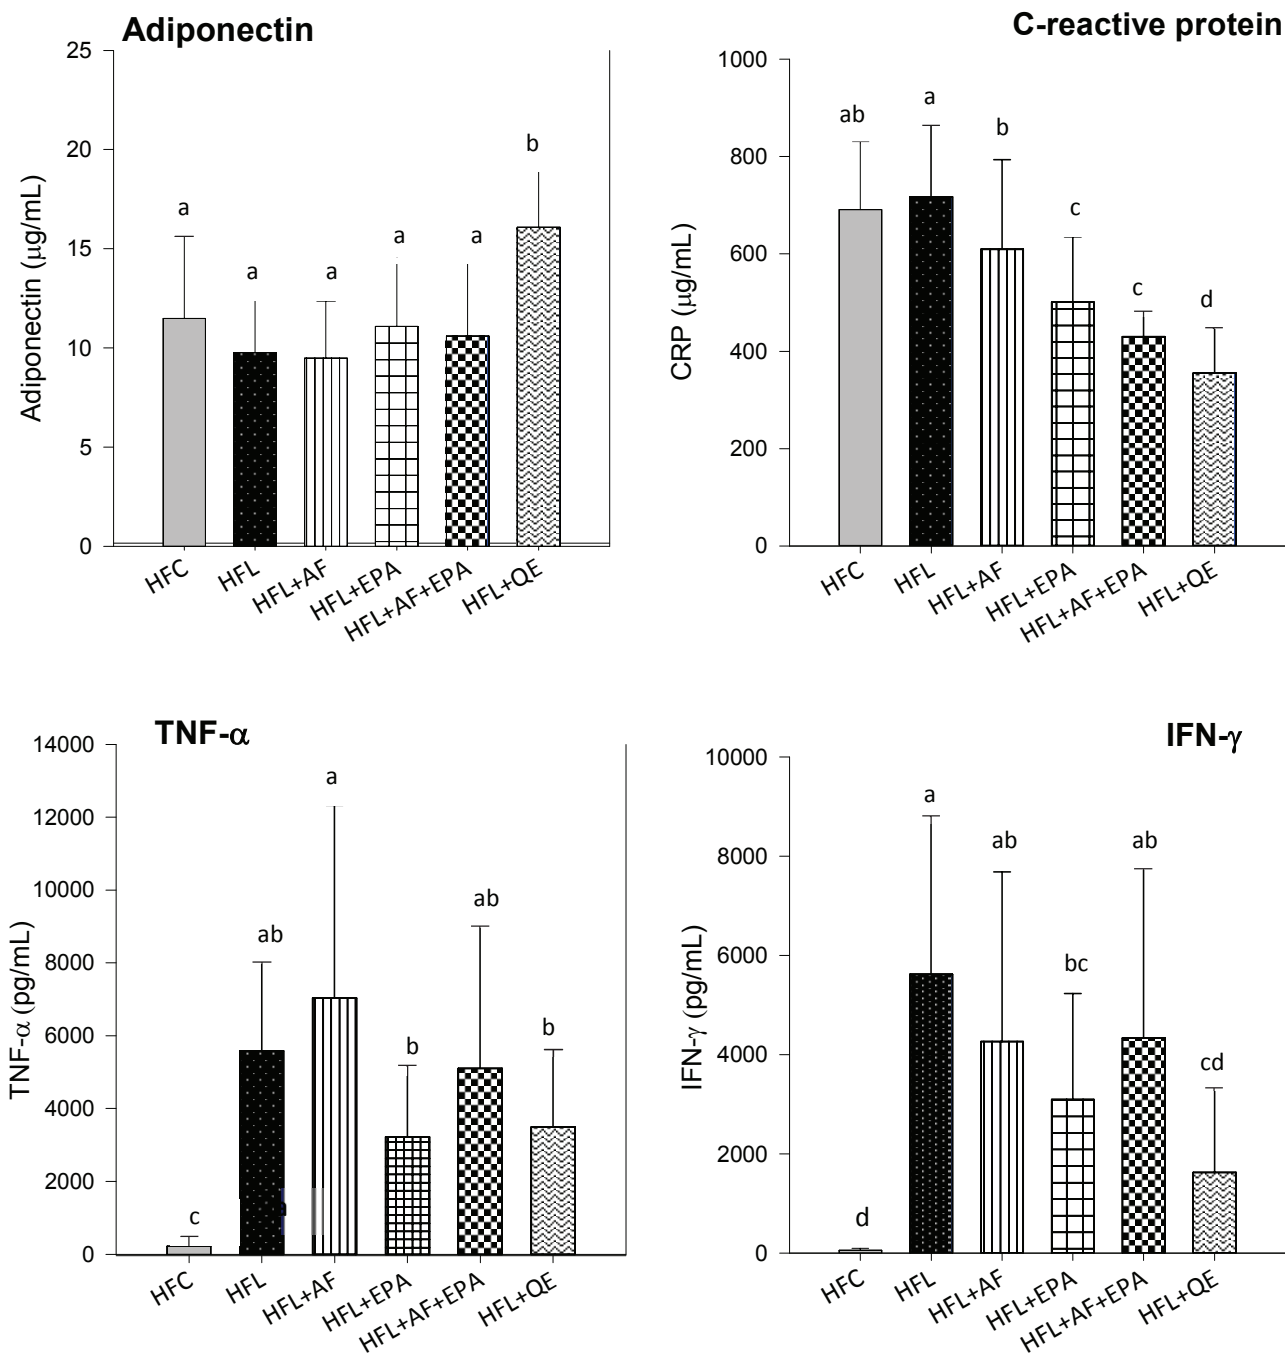 Adiponectin
25
20
15
10
5
0
Adiponectin (μg/mL)
a
a
a
a
a
b
HFC
HFL
HFL+AF
HFL+EPA
HFL+AF+EPA
HFL+QE
C-reactive protein
1000
800
600
400
200
0
CRP (μg/mL)
ab
a
b
c
c
d
HFC
HFL
HFL+AF
HFL+EPA
HFL+AF+EPA
HFL+QE
TNF-α
14000
12000
10000
8000
6000
4000
2000
0
TNF-α (pg/mL)
c
ab
a
b
ab
b
HFC
HFL
HFL+AF
HFL+EPA
HFL+AF+EPA
HFL+QE
IFN-γ
10000
8000
6000
4000
2000
0
IFN-γ (pg/mL)
d
a
ab
bc
ab
cd
HFC
HFL
HFL+AF
HFL+EPA
HFL+AF+EPA
HFL+QE